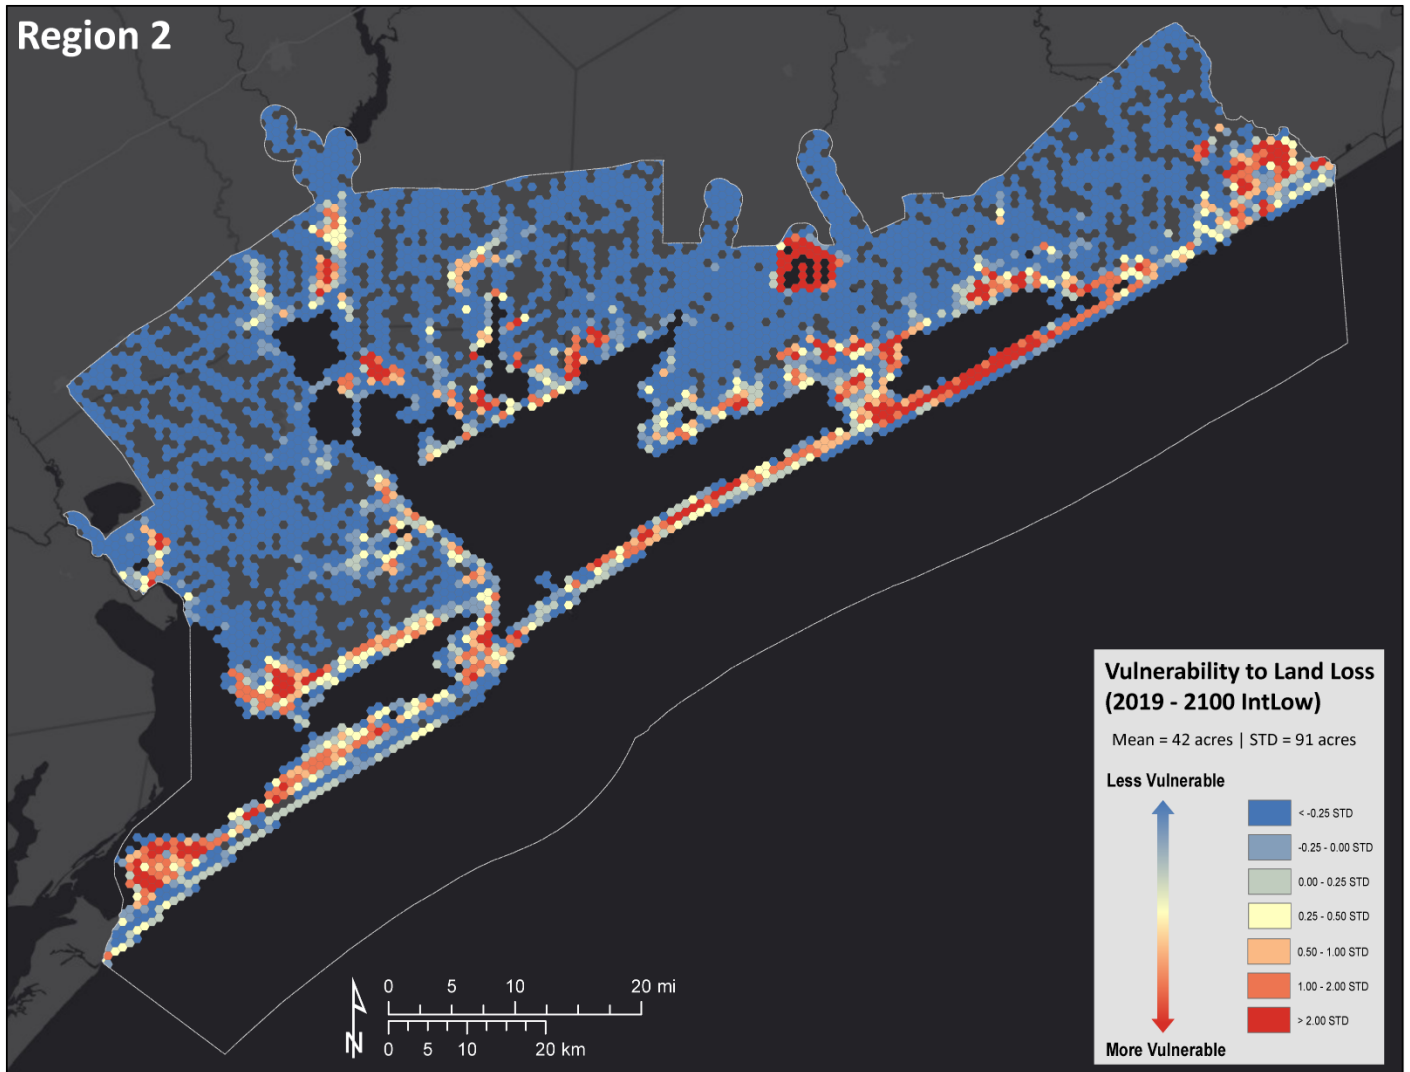 Region 2
Vulnerability to Land Loss
(2019 - 2100 IntLow)
Mean = 42 acres | STD = 91 acres
Less Vulnerable
< -0.25 STD
-0.25 - 0.00 STD
0.00 - 0.25 STD
0.25 - 0.50 STD
0.50 - 1.00 STD
1.00 - 2.00 STD
> 2.00 STD
More Vulnerable
0 5 10 20 mi
0 5 10 20 km
N